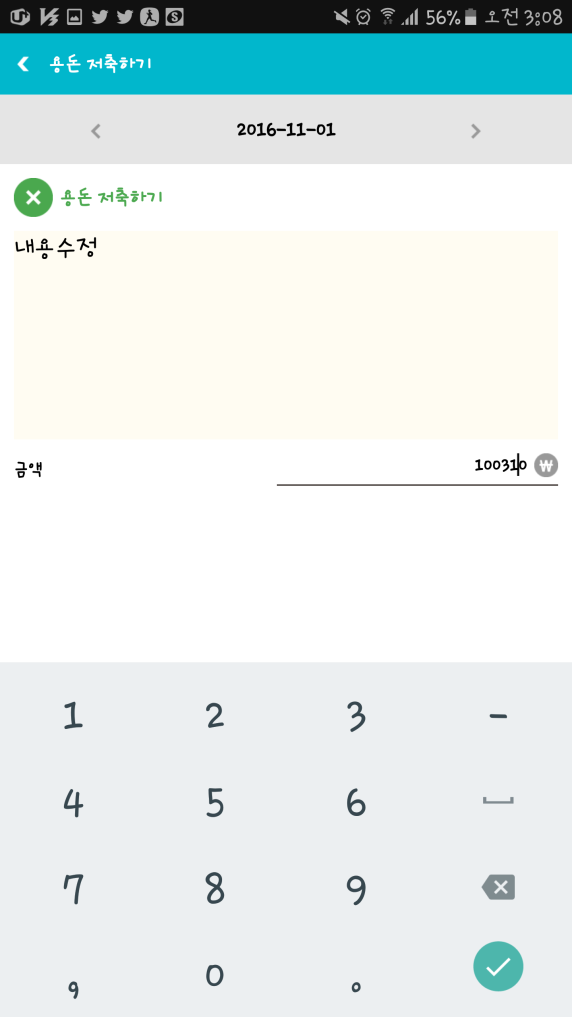 56% 오전 3:08
용돈 저축하기
2016-11-01
용돈 저축하기
내용수정
금액 100310 ₩
1 2 3 -
4 5 6
7 8 9
, 0 .